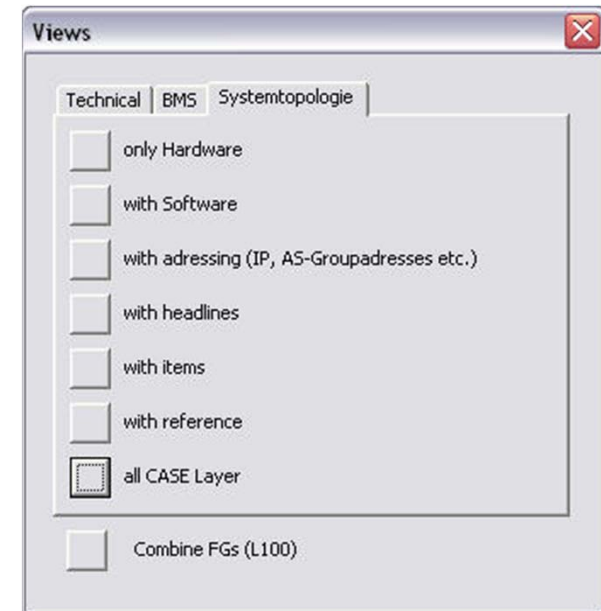 Views
Technical BMS Systemtopologie
only Hardware
with Software
with adressing (IP, AS-Groupadresses etc.)
with headlines
with items
with reference
all CASE Layer
Combine FGs (L100)